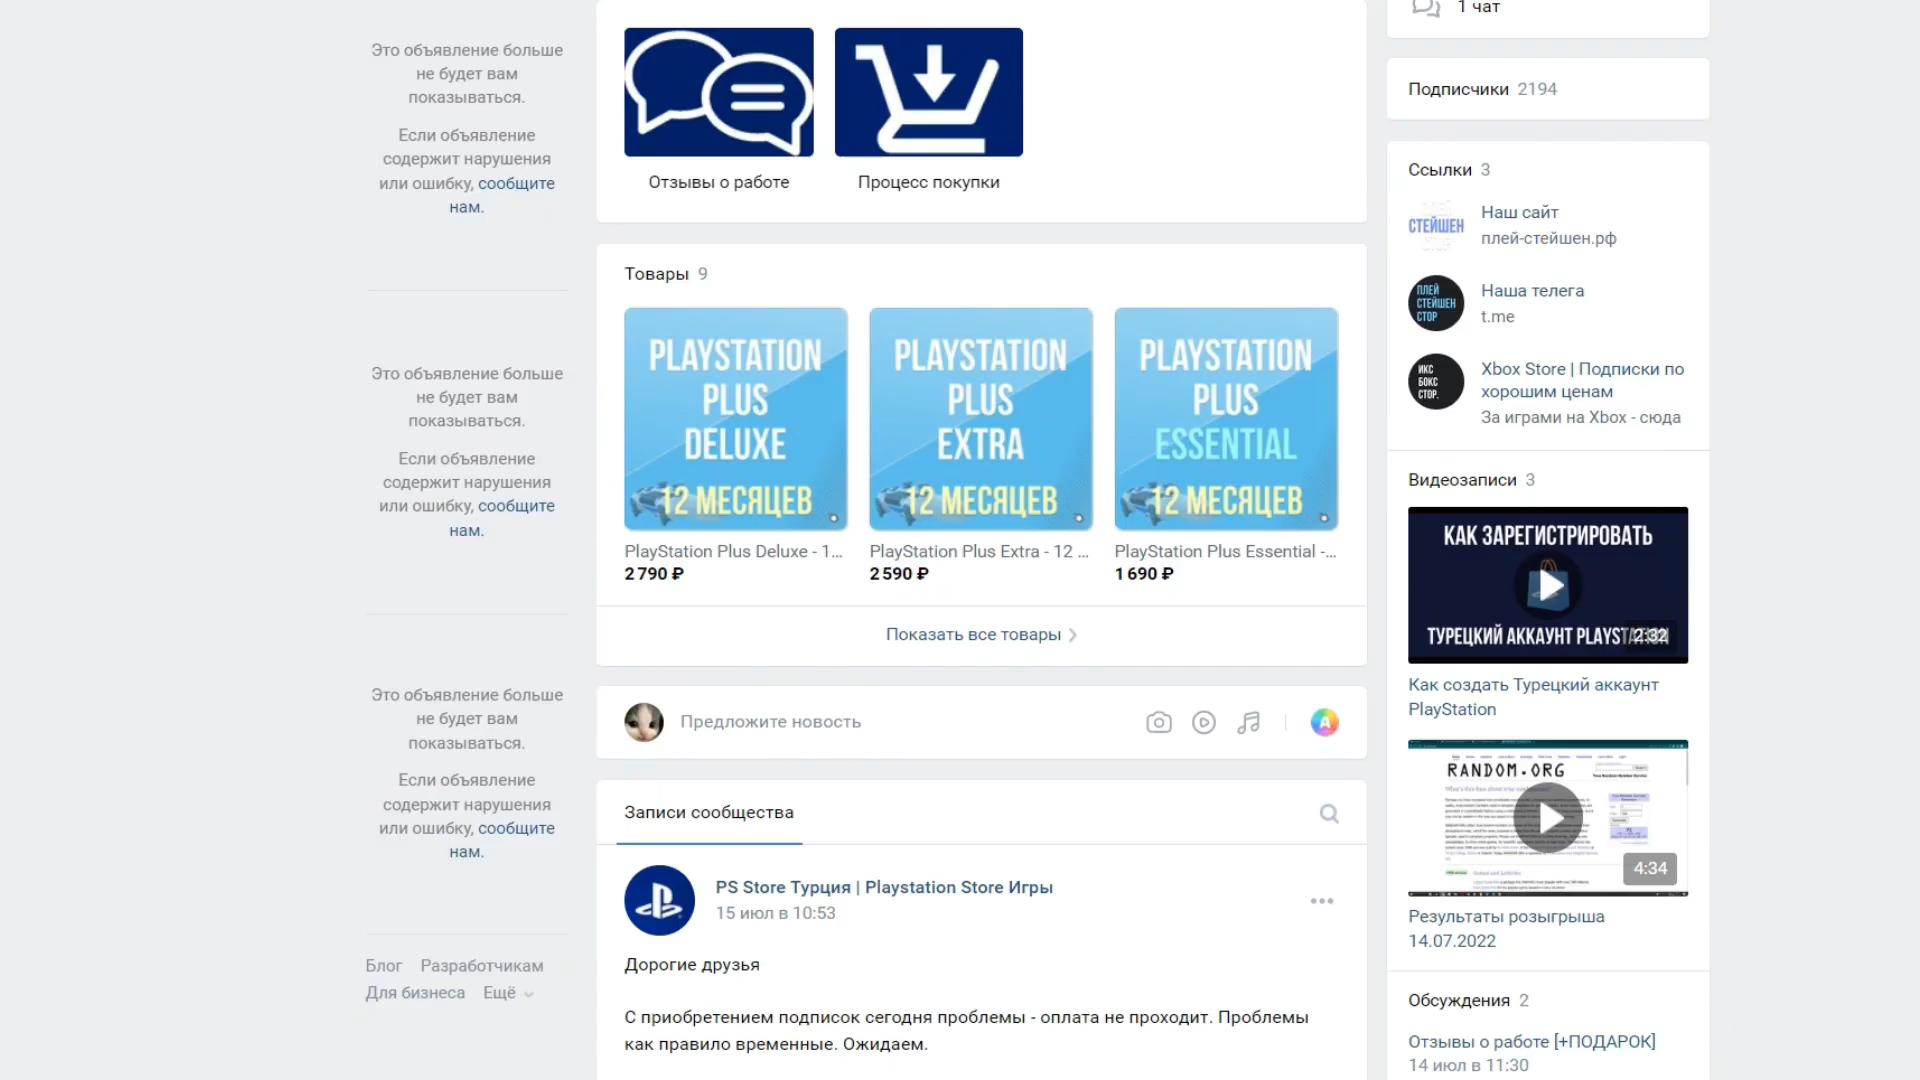 Это объявление больше
не будет вам
показываться.
Если объявление
содержит нарушения
или ошибку, сообщите
нам.
Это объявление больше
не будет вам
показываться.
Если объявление
содержит нарушения
или ошибку, сообщите
нам.
Это объявление больше
не будет вам
показываться.
Если объявление
содержит нарушения
или ошибку, сообщите
нам.
Блог Разработчикам
Для бизнеса Ещё
Отзывы о работе
Процесс покупки
Товары 9
PLAYSTATION
PLUS
DELUXE
12 МЕСЯЦЕВ
PlayStation Plus Deluxe - 1...
2 790 ₽
PLAYSTATION
PLUS
EXTRA
12 МЕСЯЦЕВ
PlayStation Plus Extra - 12 ...
2 590 ₽
PLAYSTATION
PLUS
ESSENTIAL
12 МЕСЯЦЕВ
PlayStation Plus Essential -...
1 690 ₽
Показать все товары
Предложите новость
Записи сообщества
PS Store Турция | Playstation Store Игры
15 июл в 10:53
Дорогие друзья
С приобретением подписок сегодня проблемы - оплата не проходит. Проблемы
как правило временные. Ожидаем.
1 чат
Подписчики 2194
Ссылки 3
СТЕЙШЕН
Наш сайт
плей-стейшен.рф
ПЛЕЙ
СТЕЙШЕН
СТОР
Наша телега
t.me
ИКС
БОКС
СТОР.
Xbox Store | Подписки по
хорошим ценам
За играми на Xbox - сюда
Видеозаписи 3
КАК ЗАРЕГИСТРИРОВАТЬ
ТУРЕЦКИЙ АККАУНТ PLAYSTATION
2:32
Как создать Турецкий аккаунт
PlayStation
RANDOM.ORG
4:34
Результаты розыгрыша
14.07.2022
Обсуждения 2
Отзывы о работе [+ПОДАРОК]
14 июл в 11:30